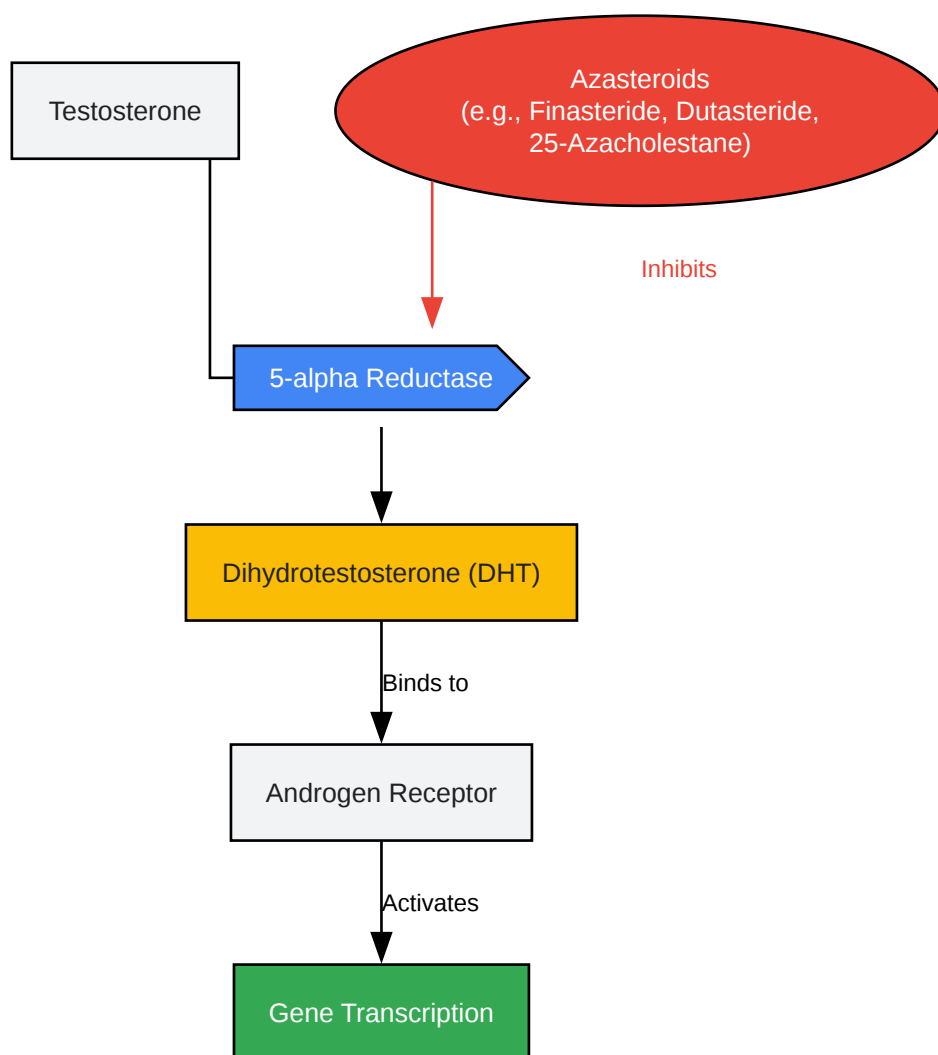 Testosterone
Azasteroids
(e.g., Finasteride, Dutasteride,
25-Azacholestane)
Inhibits
5-alpha Reductase
Dihydrotestosterone (DHT)
Binds to
Androgen Receptor
Activates
Gene Transcription